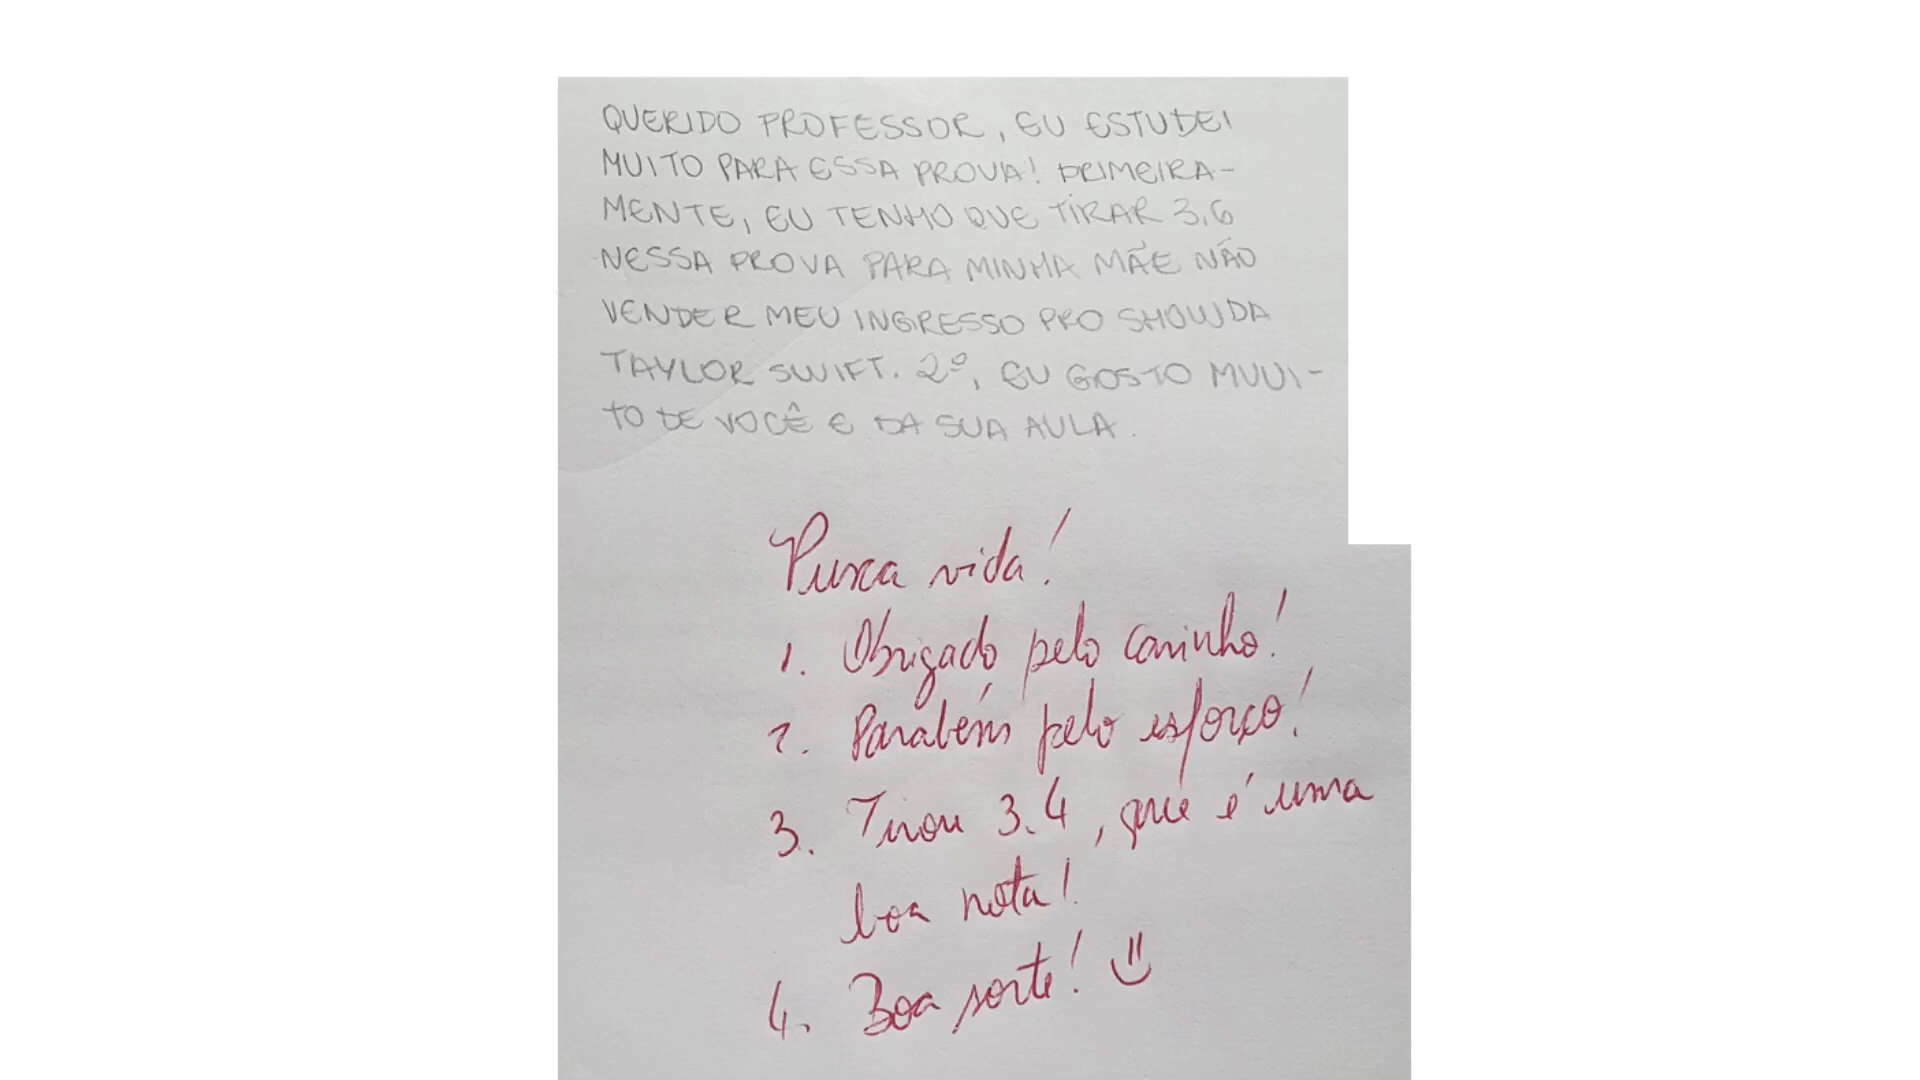 QUERIDO PROFESSOR, EU ESTUDEI
MUITO PARA ESSA PROVA! PRIMEIRA-
MENTE, EU TENHO QUE TIRAR 3,6
NESSA PROVA PARA MINHA MÃE NÃO
VENDER MEU INGRESSO PRO SHOW DA
TAYLOR SWIFT. 2º, EU GOSTO MUUI-
TO DE VOCÊ E DA SUA AULA.
Puxa vida!
1. Obrigado pelo carinho!
2. Parabéns pelo esforço!
3. Tirou 3.4, que é uma
boa nota!
4. Boa sorte! =)